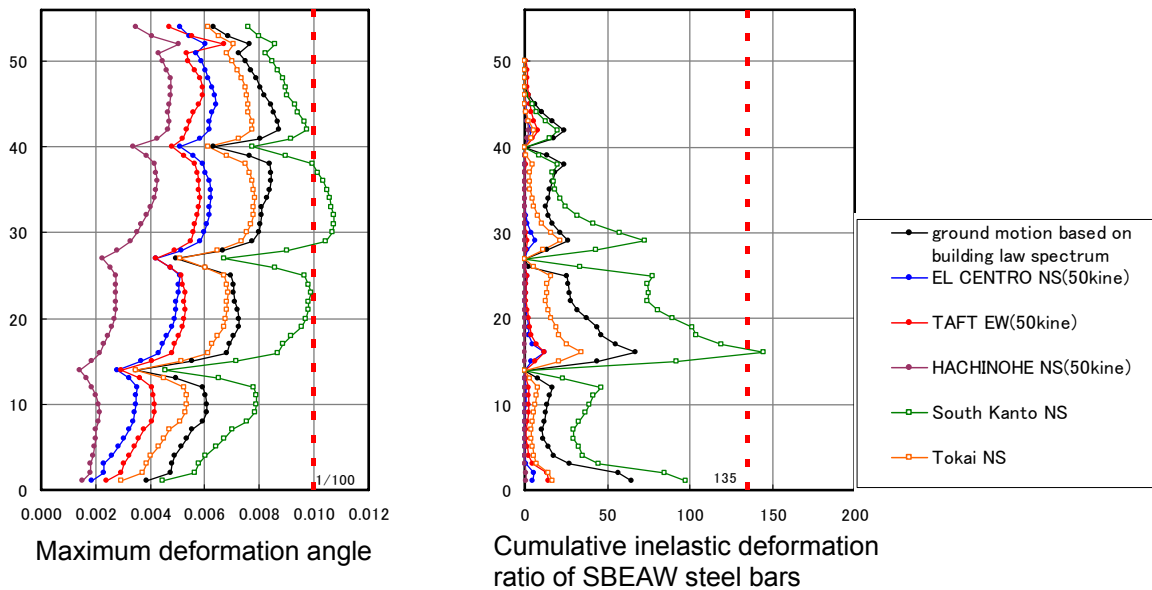 50
40
30
20
10
0
1/100
0.000 0.002 0.004 0.006 0.008 0.010 0.012
Maximum deformation angle
50
40
30
20
10
0
135
0 50 100 150 200
Cumulative inelastic deformation
ratio of SBEAW steel bars
ground motion based on
building law spectrum
EL CENTRO NS(50kine)
TAFT EW(50kine)
HACHINOHE NS(50kine)
South Kanto NS
Tokai NS